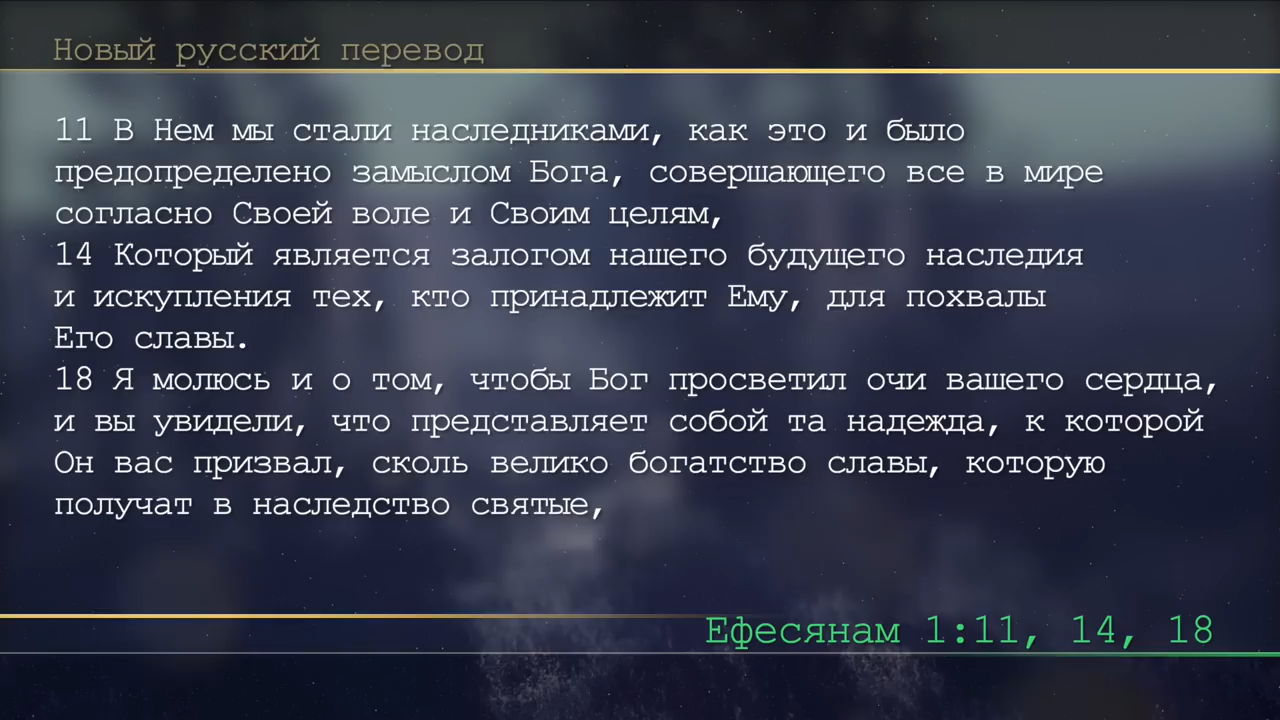 Новый русский перевод
11 В Нем мы стали наследниками, как это и было
предопределено замыслом Бога, совершающего все в мире
согласно Своей воле и Своим целям,
14 Который является залогом нашего будущего наследия
и искупления тех, кто принадлежит Ему, для похвалы
Его славы.
18 Я молюсь и о том, чтобы Бог просветил очи вашего сердца,
и вы увидели, что представляет собой та надежда, к которой
Он вас призвал, сколь велико богатство славы, которую
получат в наследство святые,
Ефесянам 1:11, 14, 18